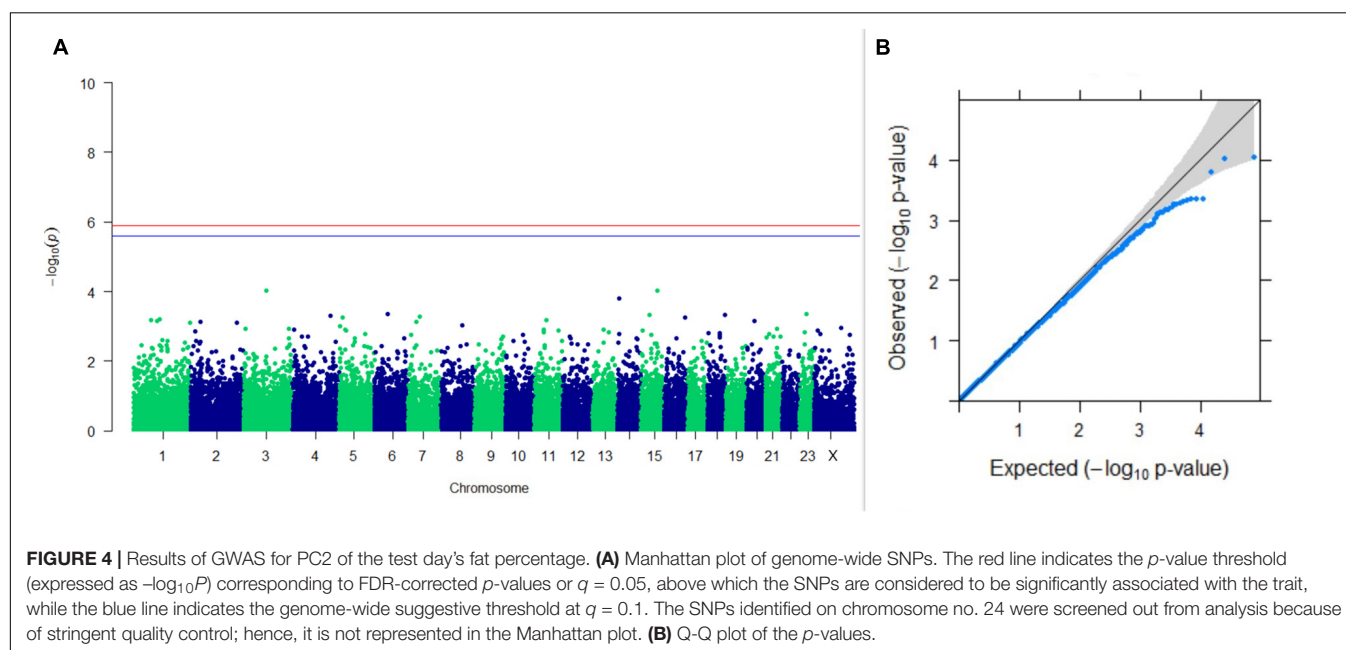 A
10
8
6
4
2
0
−log10(p)
1 2 3 4 5 6 7 8 9 10 11 12 13 15 17 19 21 23 X
Chromosome
B
Observed (−log10 p-value)
4
3
2
1
1 2 3 4
Expected (−log10 p-value)
FIGURE 4 | Results of GWAS for PC2 of the test day's fat percentage. (A) Manhattan plot of genome-wide SNPs. The red line indicates the p-value threshold
(expressed as –log10P) corresponding to FDR-corrected p-values or q = 0.05, above which the SNPs are considered to be significantly associated with the trait,
while the blue line indicates the genome-wide suggestive threshold at q = 0.1. The SNPs identified on chromosome no. 24 were screened out from analysis because
of stringent quality control; hence, it is not represented in the Manhattan plot. (B) Q-Q plot of the p-values.